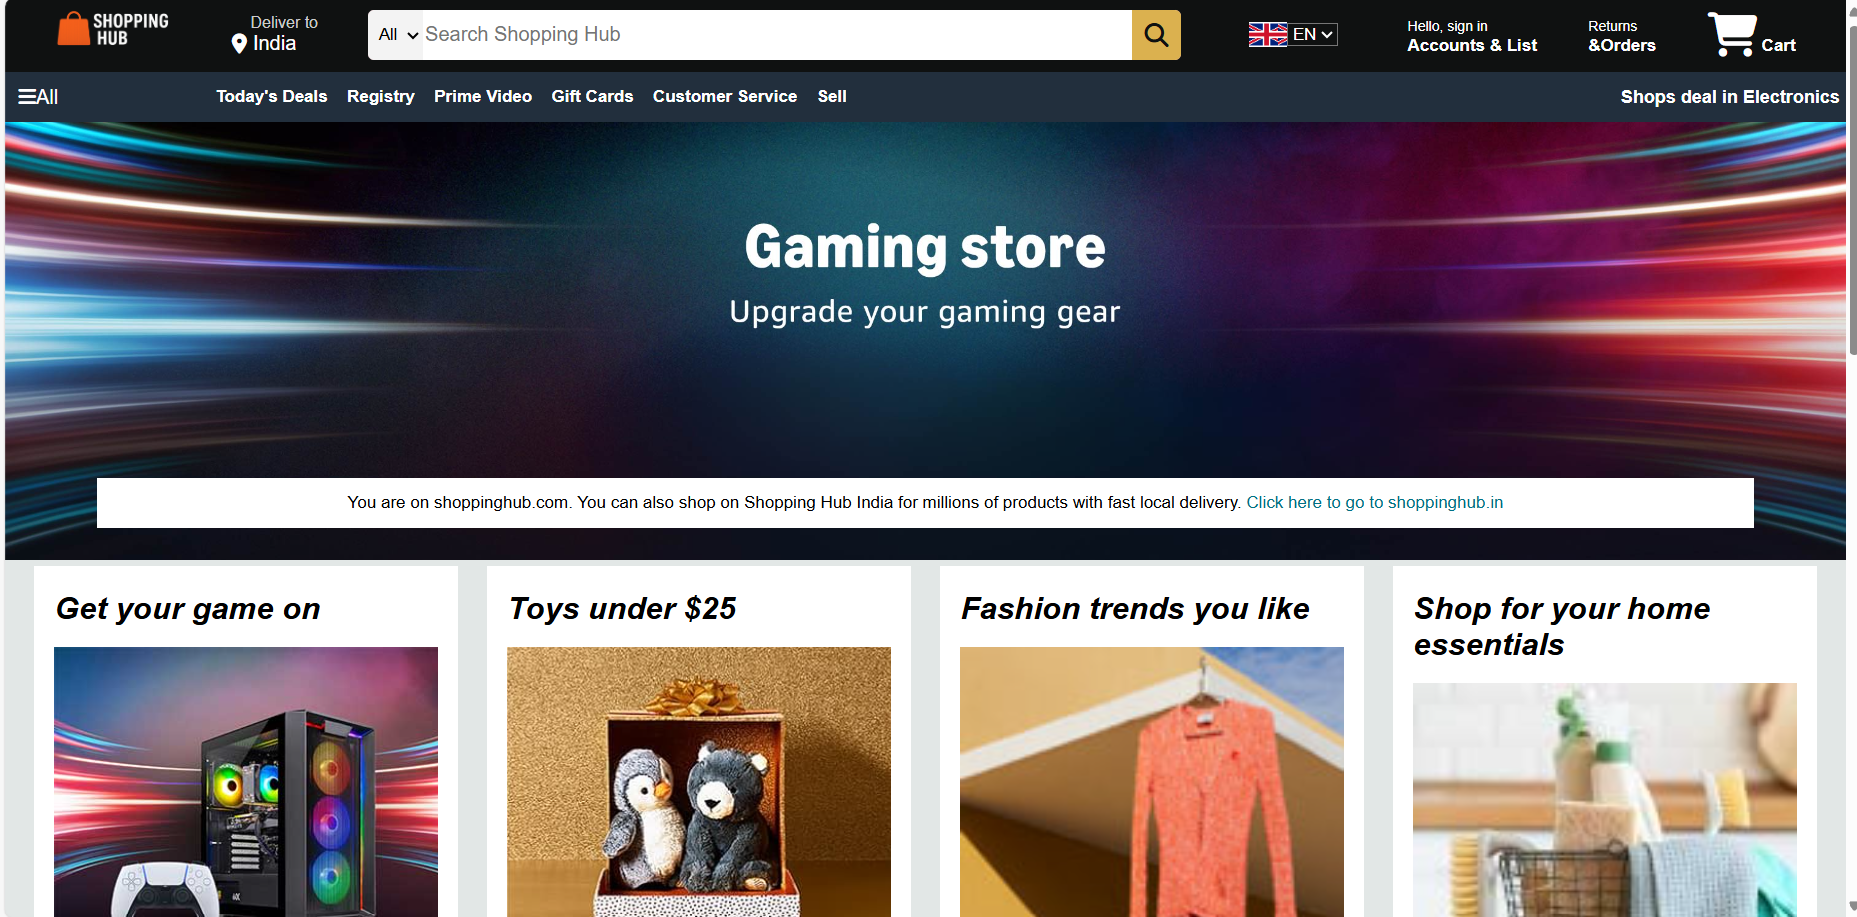 SHOPPING
HUB
Deliver to
India
All
Search Shopping Hub
EN
Hello, sign in
Accounts & List
Returns
&Orders
Cart
All
Today's Deals
Registry
Prime Video
Gift Cards
Customer Service
Sell
Shops deal in Electronics
Gaming store
Upgrade your gaming gear
You are on shoppinghub.com. You can also shop on Shopping Hub India for millions of products with fast local delivery. Click here to go to shoppinghub.in
Get your game on
Toys under $25
Fashion trends you like
Shop for your home
essentials